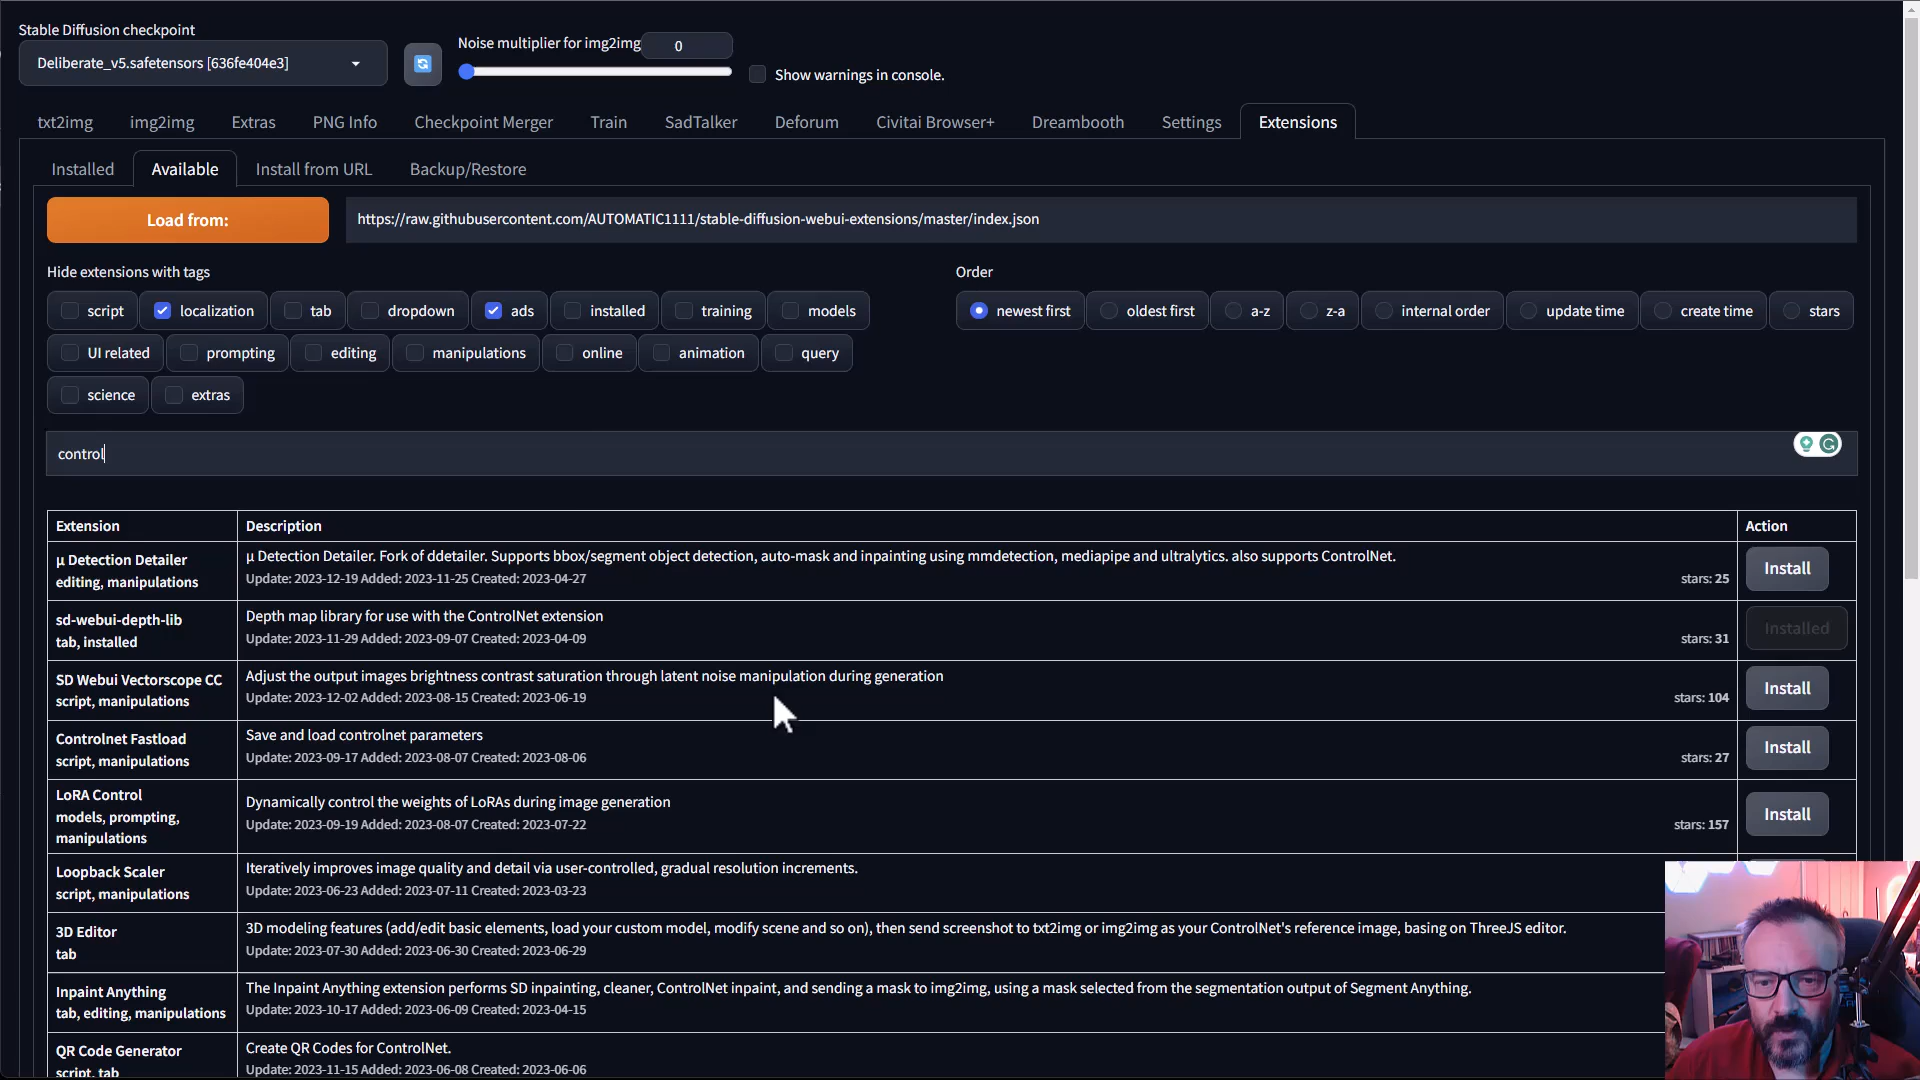 Stable Diffusion checkpoint
Deliberate_v5.safetensors [636fe404e3]
Noise multiplier for img2img
0
Show warnings in console.
txt2img
img2img
Extras
PNG Info
Checkpoint Merger
Train
SadTalker
Deforum
Civitai Browser+
Dreambooth
Settings
Extensions
Installed
Available
Install from URL
Backup/Restore
Load from:
https://raw.githubusercontent.com/AUTOMATIC1111/stable-diffusion-webui-extensions/master/index.json
Hide extensions with tags
script
localization
tab
dropdown
ads
installed
training
models
UI related
prompting
editing
manipulations
online
animation
query
science
extras
Order
newest first
oldest first
a-z
z-a
internal order
update time
create time
stars
control
Extension
Description
Action
µ Detection Detailer
editing, manipulations
µ Detection Detailer. Fork of ddetailer. Supports bbox/segment object detection, auto-mask and inpainting using mmdetection, mediapipe and ultralytics. also supports ControlNet.
Update: 2023-12-19 Added: 2023-11-25 Created: 2023-04-27
stars: 25
Install
sd-webui-depth-lib
tab, installed
Depth map library for use with the ControlNet extension
Update: 2023-11-29 Added: 2023-09-07 Created: 2023-04-09
stars: 31
Installed
SD Webui Vectorscope CC
script, manipulations
Adjust the output images brightness contrast saturation through latent noise manipulation during generation
Update: 2023-12-02 Added: 2023-08-15 Created: 2023-06-19
stars: 104
Install
Controlnet Fastload
script, manipulations
Save and load controlnet parameters
Update: 2023-09-17 Added: 2023-08-07 Created: 2023-08-06
stars: 27
Install
LoRA Control
models, prompting,
manipulations
Dynamically control the weights of LoRAs during image generation
Update: 2023-09-19 Added: 2023-08-07 Created: 2023-07-22
stars: 157
Install
Loopback Scaler
script, manipulations
Iteratively improves image quality and detail via user-controlled, gradual resolution increments.
Update: 2023-06-23 Added: 2023-07-11 Created: 2023-03-23
3D Editor
tab
3D modeling features (add/edit basic elements, load your custom model, modify scene and so on), then send screenshot to txt2img or img2img as your ControlNet's reference image, basing on ThreeJS editor.
Update: 2023-07-30 Added: 2023-06-30 Created: 2023-06-29
Inpaint Anything
tab, editing, manipulations
The Inpaint Anything extension performs SD inpainting, cleaner, ControlNet inpaint, and sending a mask to img2img, using a mask selected from the segmentation output of Segment Anything.
Update: 2023-10-17 Added: 2023-06-09 Created: 2023-04-15
QR Code Generator
script, tab
Create QR Codes for ControlNet.
Update: 2023-11-15 Added: 2023-06-08 Created: 2023-06-06